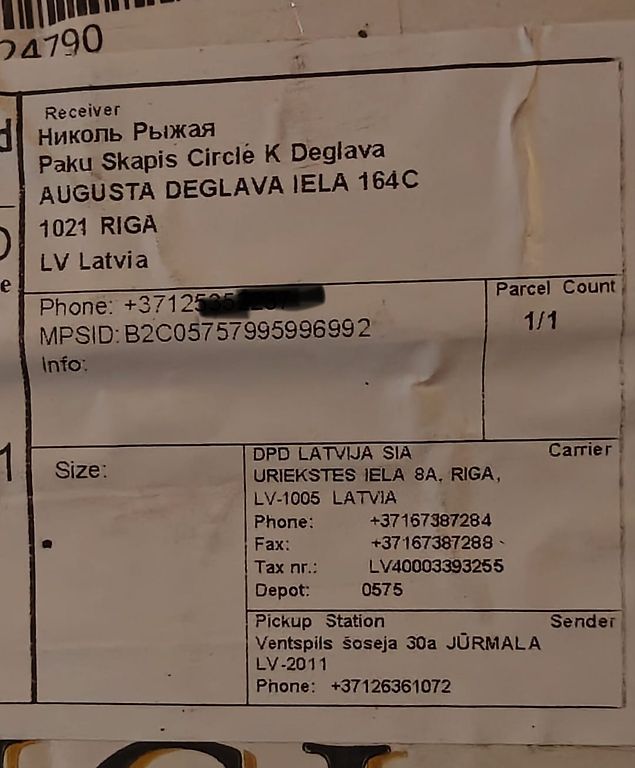 24790
Receiver
Николь Рыжая
Paku Skapis Circle K Deglava
AUGUSTA DEGLAVA IELA 164C
1021 RIGA
LV Latvia
Phone:
MPSID: B2C05757995996992
Info:
Parcel Count
1/1
Size:
DPD LATVIJA SIA Carrier
URIEKSTES IELA 8A, RIGA,
LV-1005 LATVIA
Phone: +37167387284
Fax: +37167387288
Tax nr.: LV40003393255
Depot: 0575
Pickup Station Sender
Ventspils šoseja 30a JŪRMALA
LV-2011
Phone: +37126361072